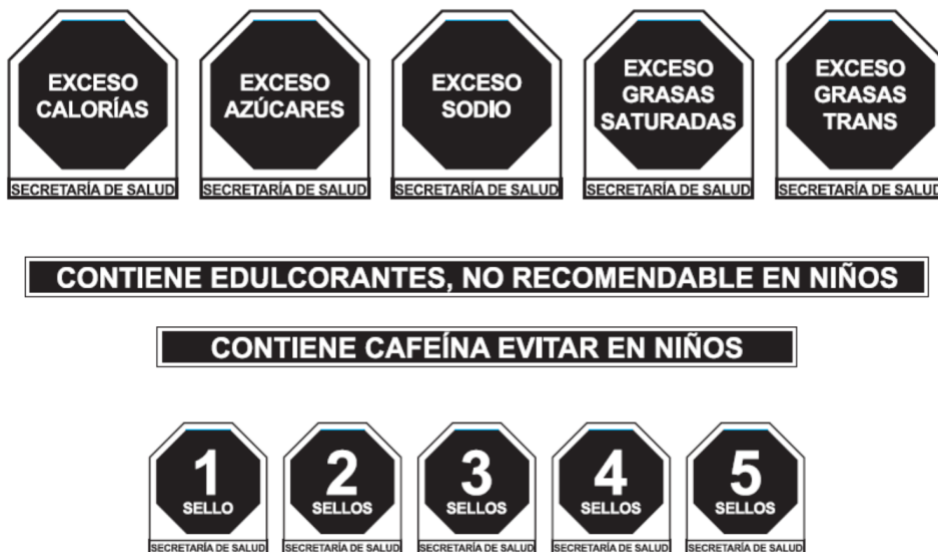 EXCESO
CALORÍAS
SECRETARÍA DE SALUD
EXCESO
AZÚCARES
SECRETARÍA DE SALUD
EXCESO
SODIO
SECRETARÍA DE SALUD
EXCESO
GRASAS
SATURADAS
SECRETARÍA DE SALUD
EXCESO
GRASAS
TRANS
SECRETARÍA DE SALUD
CONTIENE EDULCORANTES, NO RECOMENDABLE EN NIÑOS
CONTIENE CAFEÍNA EVITAR EN NIÑOS
1
SELLO
SECRETARÍA DE SALUD
2
SELLOS
SECRETARÍA DE SALUD
3
SELLOS
SECRETARÍA DE SALUD
4
SELLOS
SECRETARÍA DE SALUD
5
SELLOS
SECRETARÍA DE SALUD